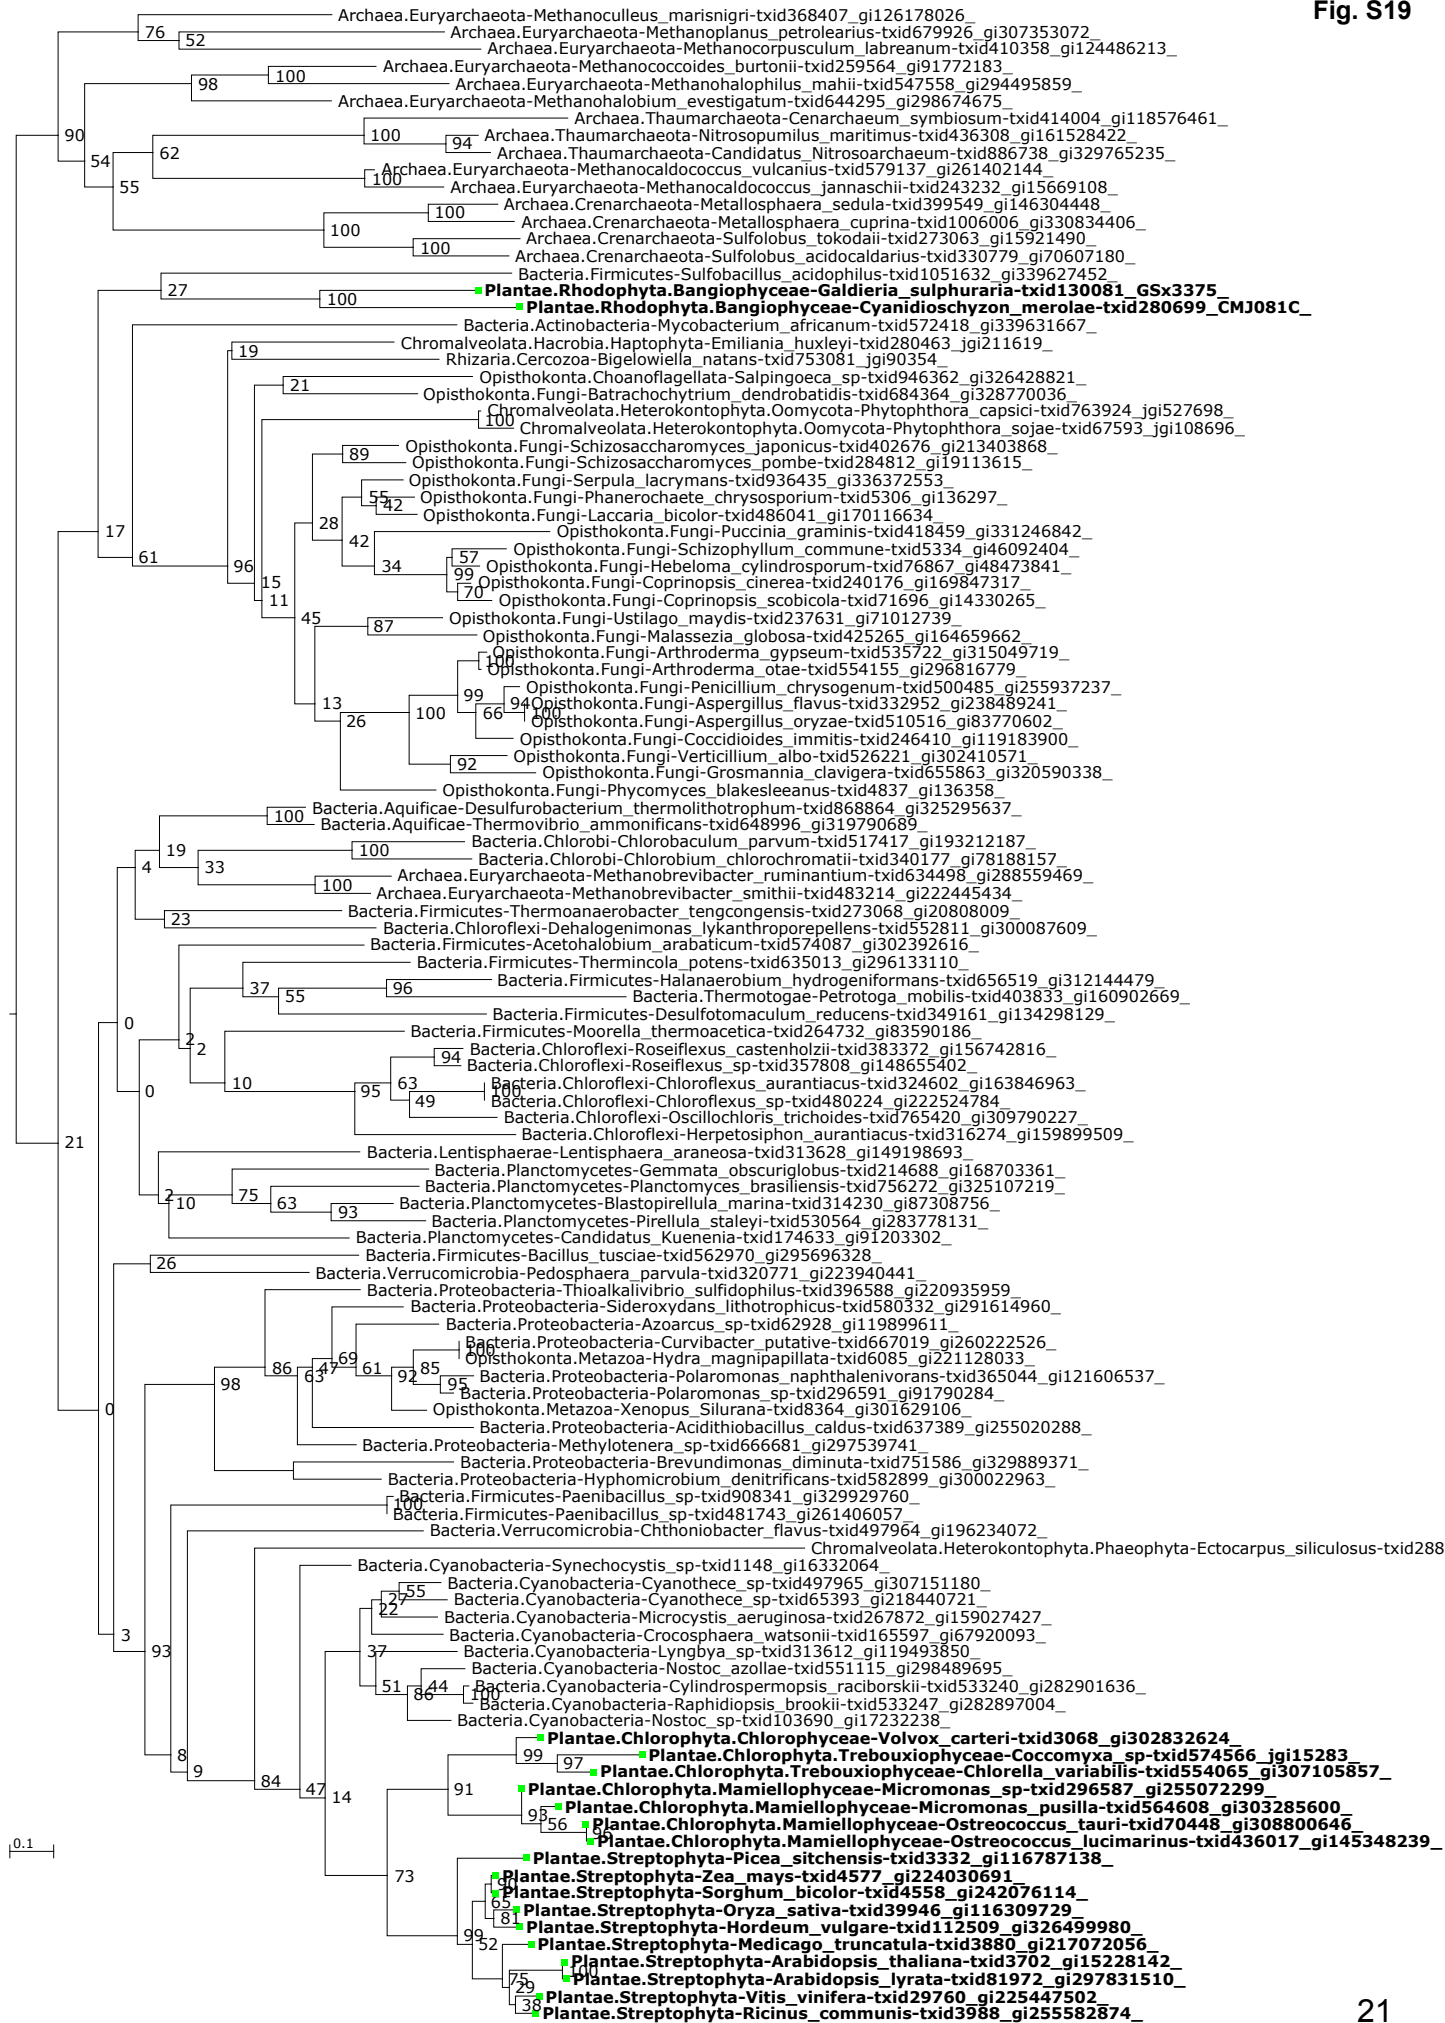 Fig. S19
Archaea.Euryarchaeota-Methanoculleus_marisnigri-txid368407_gi126178026_
76
Archaea.Euryarchaeota-Methanoplanus_petrolearius-txid679926_gi307353072_
52
Archaea.Euryarchaeota-Methanocorpusculum_labreanum-txid410358_gi124486213_
Archaea.Euryarchaeota-Methanococcoides_burtonii-txid259564_gi91772183_
100
98
Archaea.Euryarchaeota-Methanohalophilus_mahii-txid547558_gi294495859_
Archaea.Euryarchaeota-Methanohalobium_evestigatum-txid644295_gi298674675_
Archaea.Thaumarchaeota-Cenarchaeum_symbiosum-txid414004_gi118576461_
90
100
Archaea.Thaumarchaeota-Nitrosopumilus_maritimus-txid436308_gi161528422_
94
62
Archaea.Thaumarchaeota-Candidatus_Nitrosoarchaeum-txid886738_gi329765235_
54
Archaea.Euryarchaeota-Methanocaldococcus_vulcanius-txid579137_gi261402144_
100
55
Archaea.Euryarchaeota-Methanocaldococcus_jannaschii-txid243232_gi15669108_
Archaea.Crenarchaeota-Metallosphaera_sedula-txid399549_gi146304448_
100
Archaea.Crenarchaeota-Metallosphaera_cuprina-txid1006006_gi330834406_
100
Archaea.Crenarchaeota-Sulfolobus_tokodaii-txid273063_gi15921490_
100
Archaea.Crenarchaeota-Sulfolobus_acidocaldarius-txid330779_gi70607180_
Bacteria.Firmicutes-Sulfobacillus_acidophilus-txid1051632_gi339627452_
27
Plantae.Rhodophyta.Bangiophyceae-Galdieria_sulphuraria-txid130081_GSx3375_
100
Plantae.Rhodophyta.Bangiophyceae-Cyanidioschyzon_merolae-txid280699_CMJ081C_
Bacteria.Actinobacteria-Mycobacterium_africanum-txid572418_gi339631667_
Chromalveolata.Hacrobia.Haptophyta-Emiliania_huxleyi-txid280463_jgi211619_
19
Rhizaria.Cercozoa-Bigelowiella_natans-txid753081_jgi90354_
Opisthokonta.Choanoflagellata-Salpingoeca_sp-txid946362_gi326428821_
21
Opisthokonta.Fungi-Batrachochytrium_dendrobatidis-txid684364_gi328770036_
Chromalveolata.Heterokontophyta.Oomycota-Phytophthora_capsici-txid763924_jgi527698_
100
Chromalveolata.Heterokontophyta.Oomycota-Phytophthora_sojae-txid67593_jgi108696_
Opisthokonta.Fungi-Schizosaccharomyces_japonicus-txid402676_gi213403868_
89
Opisthokonta.Fungi-Schizosaccharomyces_pombe-txid284812_gi19113615_
Opisthokonta.Fungi-Serpula_lacrymans-txid936435_gi336372553_
55
Opisthokonta.Fungi-Phanerochaete_chrysosporium-txid5306_gi136297_
42
Opisthokonta.Fungi-Laccaria_bicolor-txid486041_gi170116634_
28
17
Opisthokonta.Fungi-Puccinia_graminis-txid418459_gi331246842_
42
Opisthokonta.Fungi-Schizophyllum_commune-txid5334_gi46092404_
57
61
96
34
Opisthokonta.Fungi-Hebeloma_cylindrosporum-txid76867_gi48473841_
99
15
Opisthokonta.Fungi-Coprinopsis_cinerea-txid240176_gi169847317_
70
11
Opisthokonta.Fungi-Coprinopsis_scobicola-txid71696_gi14330265_
45
Opisthokonta.Fungi-Ustilago_maydis-txid237631_gi71012739_
87
Opisthokonta.Fungi-Malassezia_globosa-txid425265_gi164659662_
Opisthokonta.Fungi-Arthroderma_gypseum-txid535722_gi315049719_
100
Opisthokonta.Fungi-Arthroderma_otae-txid554155_gi296816779_
Opisthokonta.Fungi-Penicillium_chrysogenum-txid500485_gi255937237_
99
13
94
Opisthokonta.Fungi-Aspergillus_flavus-txid332952_gi238489241_
100
66
100
26
Opisthokonta.Fungi-Aspergillus_oryzae-txid510516_gi83770602_
Opisthokonta.Fungi-Coccidioides_immitis-txid246410_gi119183900_
Opisthokonta.Fungi-Verticillium_albo-txid526221_gi302410571_
92
Opisthokonta.Fungi-Grosmannia_clavigera-txid655863_gi320590338_
Opisthokonta.Fungi-Phycomyces_blakesleeanus-txid4837_gi136358_
Bacteria.Aquificae-Desulfurobacterium_thermolithotrophum-txid868864_gi325295637_
100
Bacteria.Aquificae-Thermovibrio_ammonificans-txid648996_gi319790689_
Bacteria.Chlorobi-Chlorobaculum_parvum-txid517417_gi193212187_
19
100
Bacteria.Chlorobi-Chlorobium_chlorochromatii-txid340177_gi78188157_
4
33
Archaea.Euryarchaeota-Methanobrevibacter_ruminantium-txid634498_gi288559469_
100
Archaea.Euryarchaeota-Methanobrevibacter_smithii-txid483214_gi222445434_
Bacteria.Firmicutes-Thermoanaerobacter_tengcongensis-txid273068_gi20808009_
23
Bacteria.Chloroflexi-Dehalogenimonas_lykanthroporepellens-txid552811_gi300087609_
Bacteria.Firmicutes-Acetohalobium_arabaticum-txid574087_gi302392616_
Bacteria.Firmicutes-Thermincola_potens-txid635013_gi296133110_
Bacteria.Firmicutes-Halanaerobium_hydrogeniformans-txid656519_gi312144479_
37
96
55
Bacteria.Thermotogae-Petrotoga_mobilis-txid403833_gi160902669_
Bacteria.Firmicutes-Desulfotomaculum_reducens-txid349161_gi134298129_
0
Bacteria.Firmicutes-Moorella_thermoacetica-txid264732_gi83590186_
2
2
Bacteria.Chloroflexi-Roseiflexus_castenholzii-txid383372_gi156742816_
94
Bacteria.Chloroflexi-Roseiflexus_sp-txid357808_gi148655402_
10
63
Bacteria.Chloroflexi-Chloroflexus_aurantiacus-txid324602_gi163846963_
0
95
100
49
Bacteria.Chloroflexi-Chloroflexus_sp-txid480224_gi222524784_
Bacteria.Chloroflexi-Oscillochloris_trichoides-txid765420_gi309790227_
Bacteria.Chloroflexi-Herpetosiphon_aurantiacus-txid316274_gi159899509_
21
Bacteria.Lentisphaerae-Lentisphaera_araneosa-txid313628_gi149198693_
Bacteria.Planctomycetes-Gemmata_obscuriglobus-txid214688_gi168703361_
Bacteria.Planctomycetes-Planctomyces_brasiliensis-txid756272_gi325107219_
2
75
10
63
Bacteria.Planctomycetes-Blastopirellula_marina-txid314230_gi87308756_
93
Bacteria.Planctomycetes-Pirellula_staleyi-txid530564_gi283778131_
Bacteria.Planctomycetes-Candidatus_Kuenenia-txid174633_gi91203302_
Bacteria.Firmicutes-Bacillus_tusciae-txid562970_gi295696328_
26
Bacteria.Verrucomicrobia-Pedosphaera_parvula-txid320771_gi223940441_
Bacteria.Proteobacteria-Thioalkalivibrio_sulfidophilus-txid396588_gi220935959_
Bacteria.Proteobacteria-Sideroxydans_lithotrophicus-txid580332_gi291614960_
Bacteria.Proteobacteria-Azoarcus_sp-txid62928_gi119899611_
Bacteria.Proteobacteria-Curvibacter_putative-txid667019_gi260222526_
100
69
Opisthokonta.Metazoa-Hydra_magnipapillata-txid6085_gi221128033_
86
47
61
85
63
92
Bacteria.Proteobacteria-Polaromonas_naphthalenivorans-txid365044_gi121606537_
98
95
Bacteria.Proteobacteria-Polaromonas_sp-txid296591_gi91790284_
0
Opisthokonta.Metazoa-Xenopus_Silurana-txid8364_gi301629106_
Bacteria.Proteobacteria-Acidithiobacillus_caldus-txid637389_gi255020288_
Bacteria.Proteobacteria-Methylotenera_sp-txid666681_gi297539741_
Bacteria.Proteobacteria-Brevundimonas_diminuta-txid751586_gi329889371_
Bacteria.Proteobacteria-Hyphomicrobium_denitrificans-txid582899_gi300022963_
Bacteria.Firmicutes-Paenibacillus_sp-txid908341_gi329929760_
100
Bacteria.Firmicutes-Paenibacillus_sp-txid481743_gi261406057_
Bacteria.Verrucomicrobia-Chthoniobacter_flavus-txid497964_gi196234072_
Chromalveolata.Heterokontophyta.Phaeophyta-Ectocarpus_siliculosus-txid288
Bacteria.Cyanobacteria-Synechocystis_sp-txid1148_gi16332064_
Bacteria.Cyanobacteria-Cyanothece_sp-txid497965_gi307151180_
55
27
Bacteria.Cyanobacteria-Cyanothece_sp-txid65393_gi218440721_
22
Bacteria.Cyanobacteria-Microcystis_aeruginosa-txid267872_gi159027427_
3
Bacteria.Cyanobacteria-Crocosphaera_watsonii-txid165597_gi67920093_
93
37
Bacteria.Cyanobacteria-Lyngbya_sp-txid313612_gi119493850_
Bacteria.Cyanobacteria-Nostoc_azollae-txid551115_gi298489695_
51
44
Bacteria.Cyanobacteria-Cylindrospermopsis_raciborskii-txid533240_gi282901636_
86
100
Bacteria.Cyanobacteria-Raphidiopsis_brookii-txid533247_gi282897004_
Bacteria.Cyanobacteria-Nostoc_sp-txid103690_gi17232238_
Plantae.Chlorophyta.Chlorophyceae-Volvox_carteri-txid3068_gi302832624_
8
99
Plantae.Chlorophyta.Trebouxiophyceae-Coccomyxa_sp-txid574566_jgi15283_
97
9
Plantae.Chlorophyta.Trebouxiophyceae-Chlorella_variabilis-txid554065_gi307105857_
84
47
91
Plantae.Chlorophyta.Mamiellophyceae-Micromonas_sp-txid296587_gi255072299_
14
Plantae.Chlorophyta.Mamiellophyceae-Micromonas_pusilla-txid564608_gi303285600_
93
56
Plantae.Chlorophyta.Mamiellophyceae-Ostreococcus_tauri-txid70448_gi308800646_
96
0.1
Plantae.Chlorophyta.Mamiellophyceae-Ostreococcus_lucimarinus-txid436017_gi145348239_
Plantae.Streptophyta-Picea_sitchensis-txid3332_gi116787138_
73
Plantae.Streptophyta-Zea_mays-txid4577_gi224030691_
90
Plantae.Streptophyta-Sorghum_bicolor-txid4558_gi242076114_
65
Plantae.Streptophyta-Oryza_sativa-txid39946_gi116309729_
81
Plantae.Streptophyta-Hordeum_vulgare-txid112509_gi326499980_
99
52
Plantae.Streptophyta-Medicago_truncatula-txid3880_gi217072056_
Plantae.Streptophyta-Arabidopsis_thaliana-txid3702_gi15228142_
100
75
Plantae.Streptophyta-Arabidopsis_lyrata-txid81972_gi297831510_
29
Plantae.Streptophyta-Vitis_vinifera-txid29760_gi225447502_
38
Plantae.Streptophyta-Ricinus_communis-txid3988_gi255582874_
21